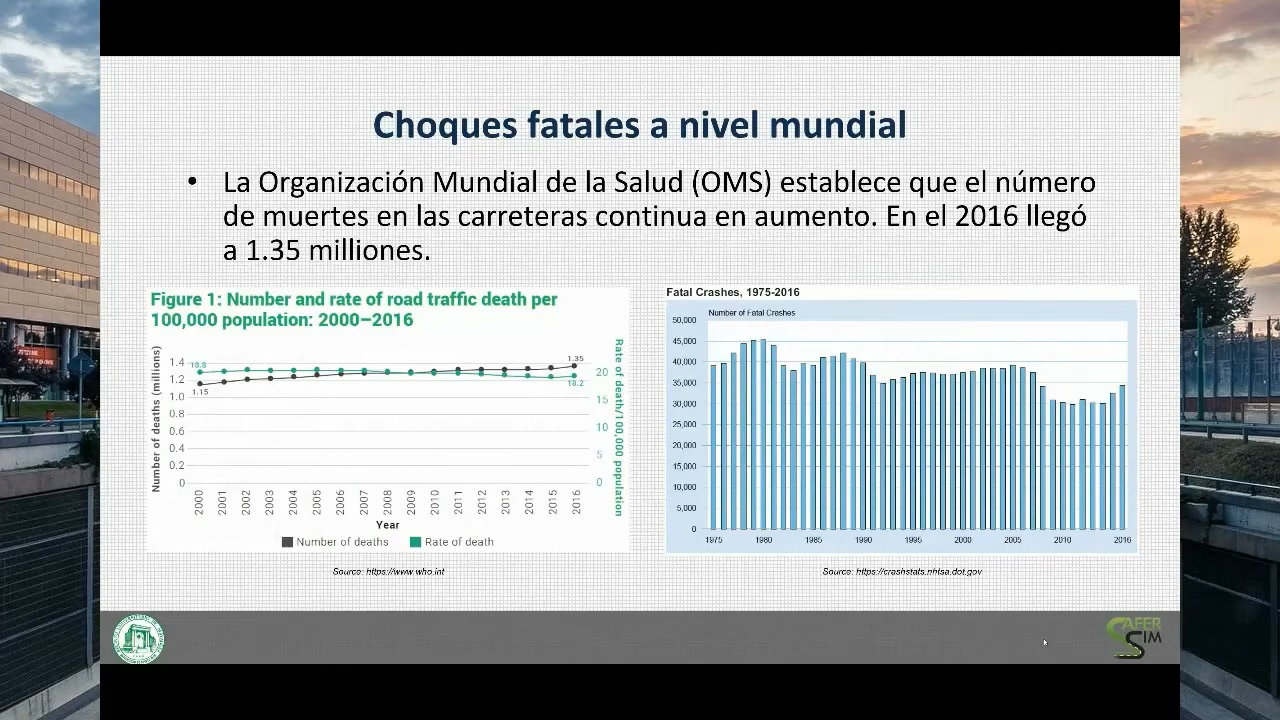 Choques fatales a nivel mundial
• La Organización Mundial de la Salud (OMS) establece que el número
de muertes en las carreteras continua en aumento. En el 2016 llegó
a 1.35 milliones.
Figure 1: Number and rate of road traffic death per
100,000 population: 2000–2016
Number of deaths (millions)
1.4
1.2
1.0
0.8
0.6
0.4
0.2
0
18.8
1.15
1.35
18.2
20
15
10
5
0
Rate of death/100,000 population
2000 2001 2002 2003 2004 2005 2006 2007 2008 2009 2010 2011 2012 2013 2014 2015 2016
Year
Number of deaths Rate of death
Source: https://www.who.int
Fatal Crashes, 1975-2016
Number of Fatal Crashes
50,000
45,000
40,000
35,000
30,000
25,000
20,000
15,000
10,000
5,000
0
1975 1980 1985 1990 1995 2000 2005 2010 2016
Source: https://crashstats.nhtsa.dot.gov
SAFER
SIM